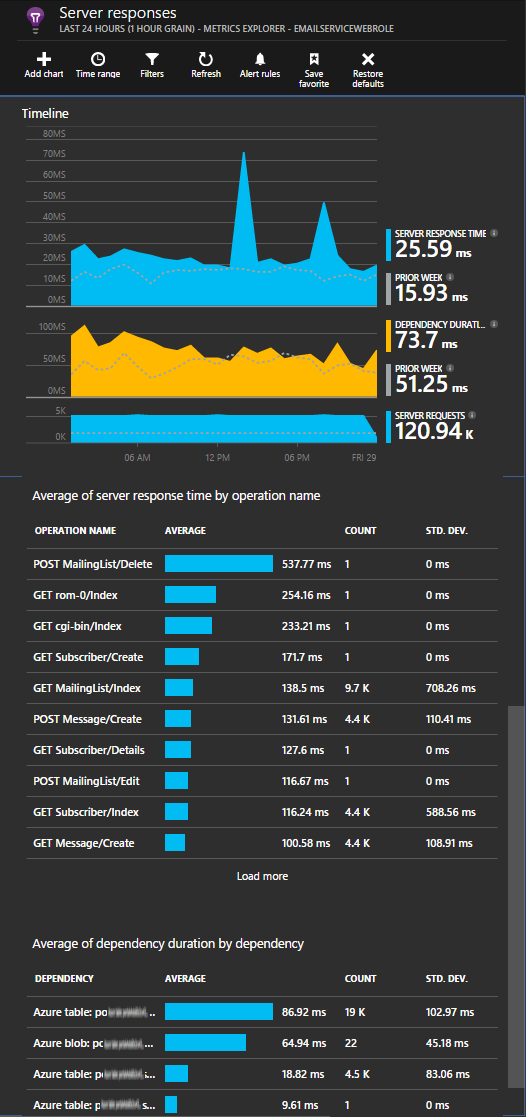 Server responses
LAST 24 HOURS (1 HOUR GRAIN) - METRICS EXPLORER - EMAILSERVICEWEBROLE
Add chart Time range Filters Refresh Alert rules Save favorite Restore defaults
Timeline
80MS
70MS
60MS
50MS
40MS
30MS
20MS
10MS
0MS
SERVER RESPONSE TIME
25.59 ms
PRIOR WEEK
15.93 ms
100MS
50MS
0MS
DEPENDENCY DURATI...
73.7 ms
PRIOR WEEK
51.25 ms
5K
0K
SERVER REQUESTS
120.94 K
06 AM 12 PM 06 PM FRI 29
Average of server response time by operation name
OPERATION NAME AVERAGE COUNT STD. DEV.
POST MailingList/Delete 537.77 ms 1 0 ms
GET rom-0/Index 254.16 ms 1 0 ms
GET cgi-bin/Index 233.21 ms 1 0 ms
GET Subscriber/Create 171.7 ms 1 0 ms
GET MailingList/Index 138.5 ms 9.7 K 708.26 ms
POST Message/Create 131.61 ms 4.4 K 110.41 ms
GET Subscriber/Details 127.6 ms 1 0 ms
POST MailingList/Edit 116.67 ms 1 0 ms
GET Subscriber/Index 116.24 ms 4.4 K 588.56 ms
GET Message/Create 100.58 ms 4.4 K 108.91 ms
Load more
Average of dependency duration by dependency
DEPENDENCY AVERAGE COUNT STD. DEV.
Azure table: ... 86.92 ms 19 K 102.97 ms
Azure blob: ... 64.94 ms 22 45.18 ms
Azure table: ... 18.82 ms 4.5 K 83.06 ms
Azure table: s... 9.61 ms 1 0 ms